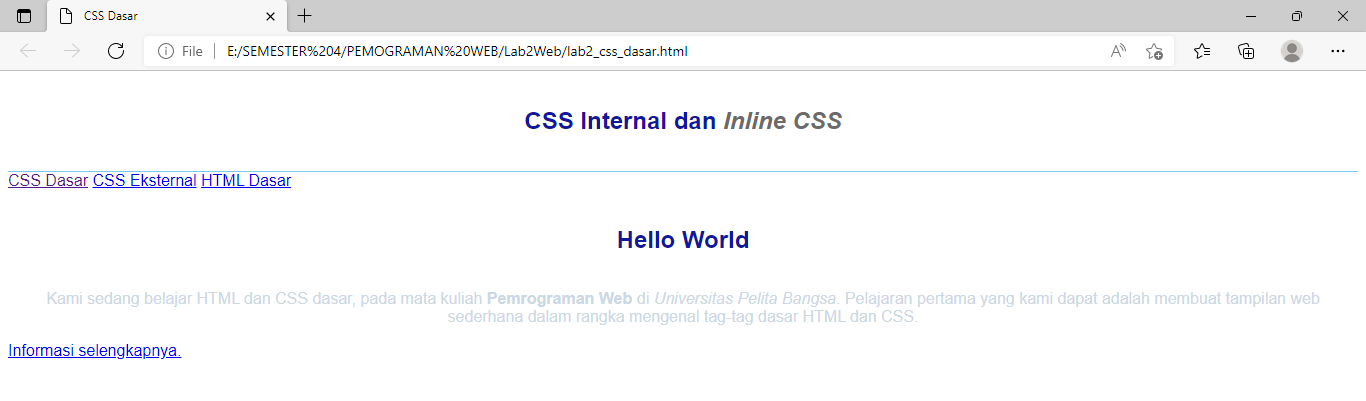 CSS Dasar
File
E:/SEMESTER%204/PEMOGRAMAN%20WEB/Lab2Web/lab2_css_dasar.html
CSS Internal dan Inline CSS
CSS Dasar CSS Eksternal HTML Dasar
Hello World
Kami sedang belajar HTML dan CSS dasar, pada mata kuliah Pemrograman Web di Universitas Pelita Bangsa. Pelajaran pertama yang kami dapat adalah membuat tampilan web
sederhana dalam rangka mengenal tag-tag dasar HTML dan CSS.
Informasi selengkapnya.